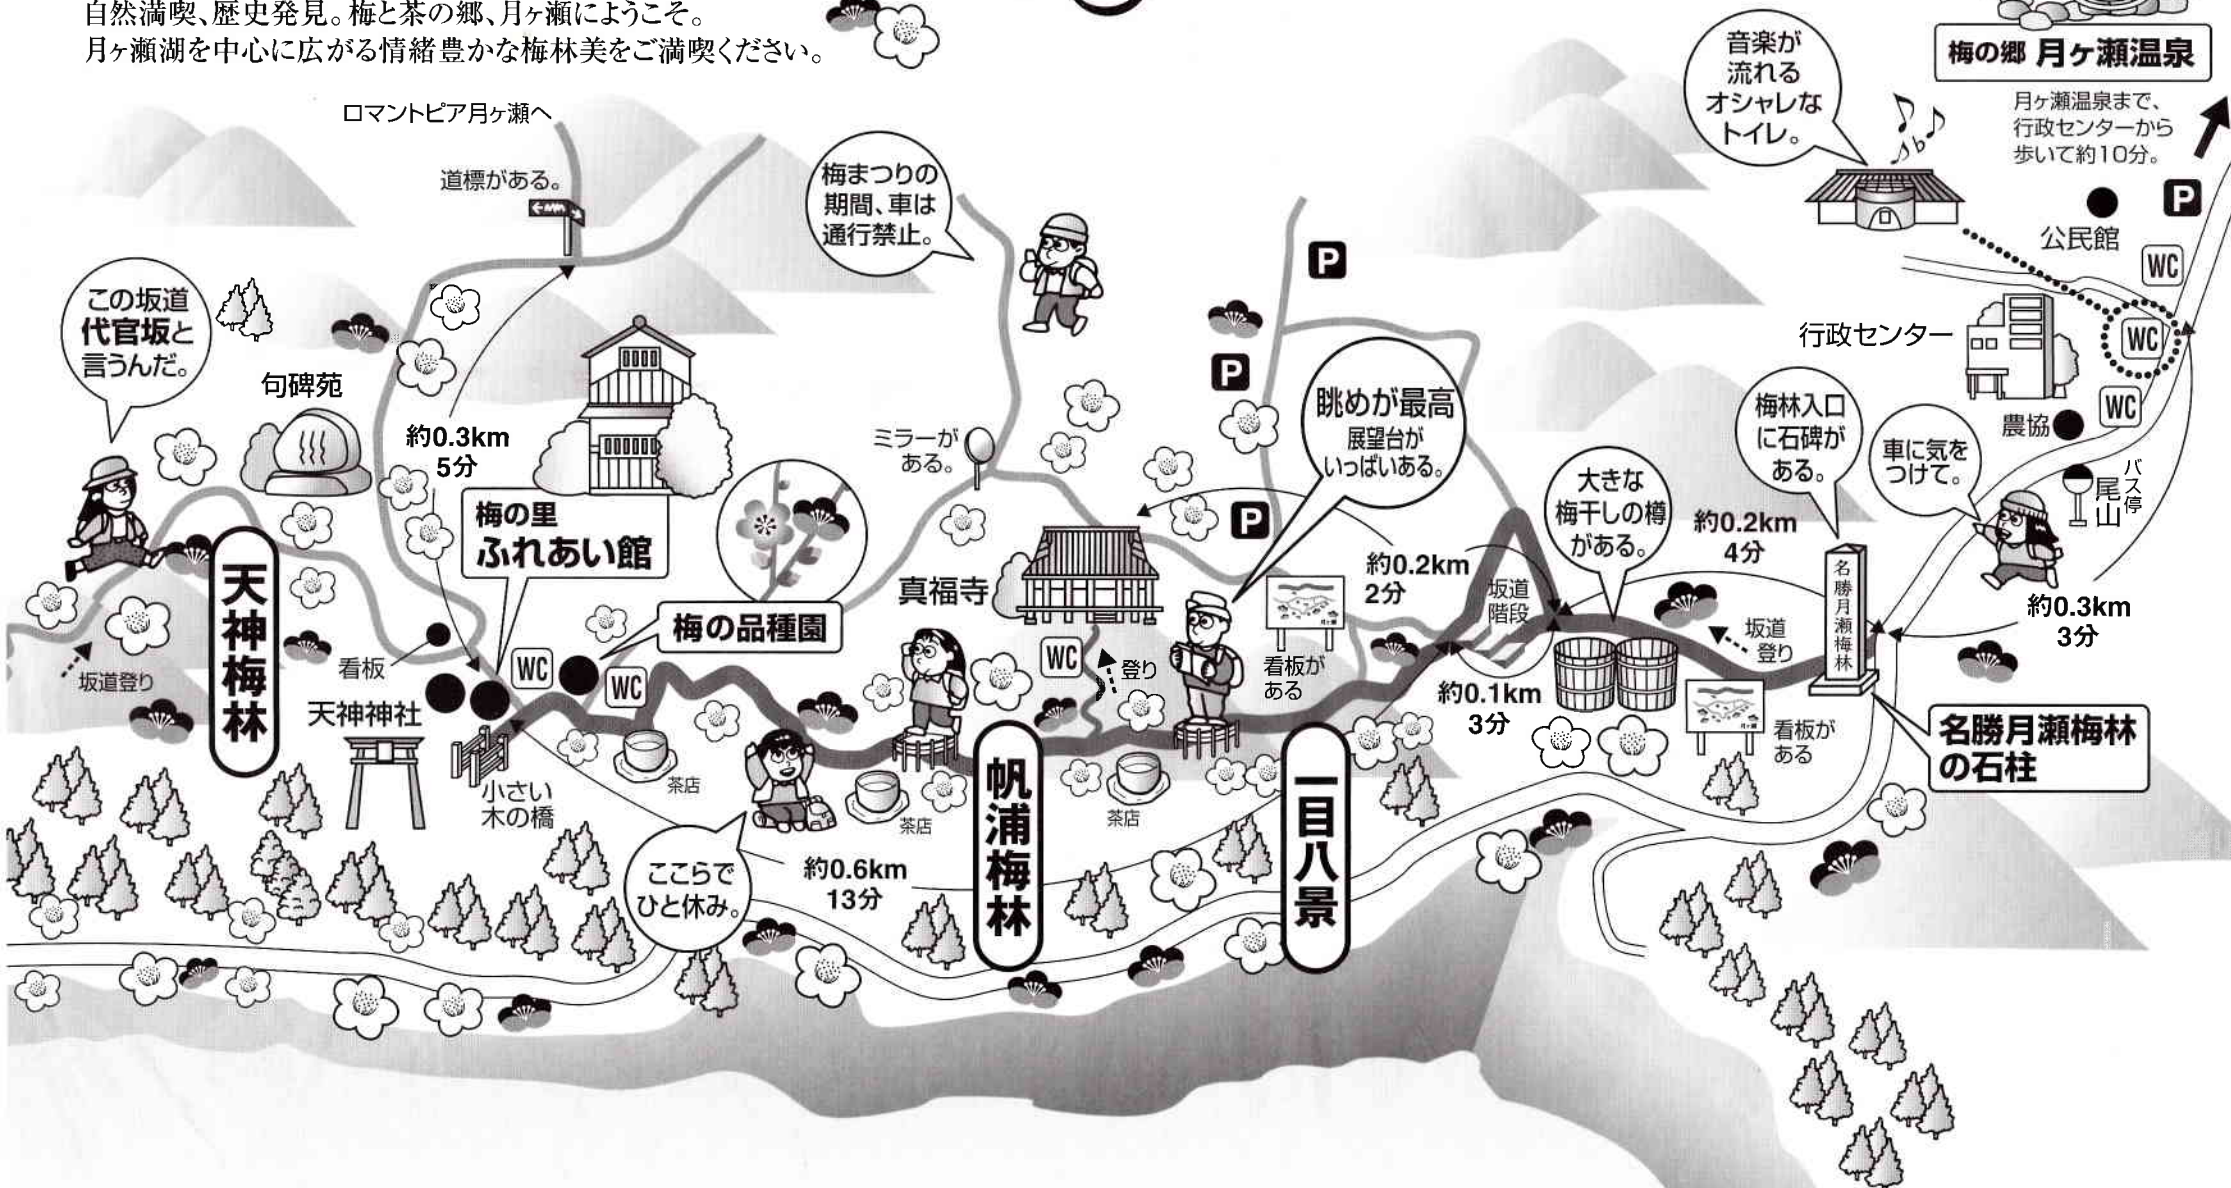 自然満喫、歴史発見。梅と茶の郷、月ヶ瀬にようこそ。
月ヶ瀬湖を中心に広がる情緒豊かな梅林美をご満喫ください。
音楽が
流れる
オシャレな
トイレ。
梅の郷 月ヶ瀬温泉
月ヶ瀬温泉まで、
行政センターから
歩いて約10分。
P
公民館
WC
ロマントピア月ヶ瀬へ
道標がある。
梅まつりの
期間、車は
通行禁止。
P
この坂道
代官坂と
言うんだ。
句碑苑
約0.3km
5分
P
眺めが最高
展望台が
いっぱいある。
行政センター
WC
WC
農協
梅林入口
に石碑が
ある。
車に気を
つけて。
バス停
尾山
ミラーが
ある。
大きな
梅干しの樽
がある。
約0.2km
4分
梅の里
ふれあい館
P
約0.2km
2分
坂道
階段
名勝月瀬梅林
約0.3km
3分
天神梅林
真福寺
梅の品種園
月ヶ瀬
看板が
ある
坂道
登り
坂道登り
看板
WC
WC
WC
登り
約0.1km
3分
天神神社
小さい
木の橋
茶店
茶店
茶店
看板が
ある
名勝月瀬梅林
の石柱
帆浦梅林
一目八景
ここらで
ひと休み。
約0.6km
13分